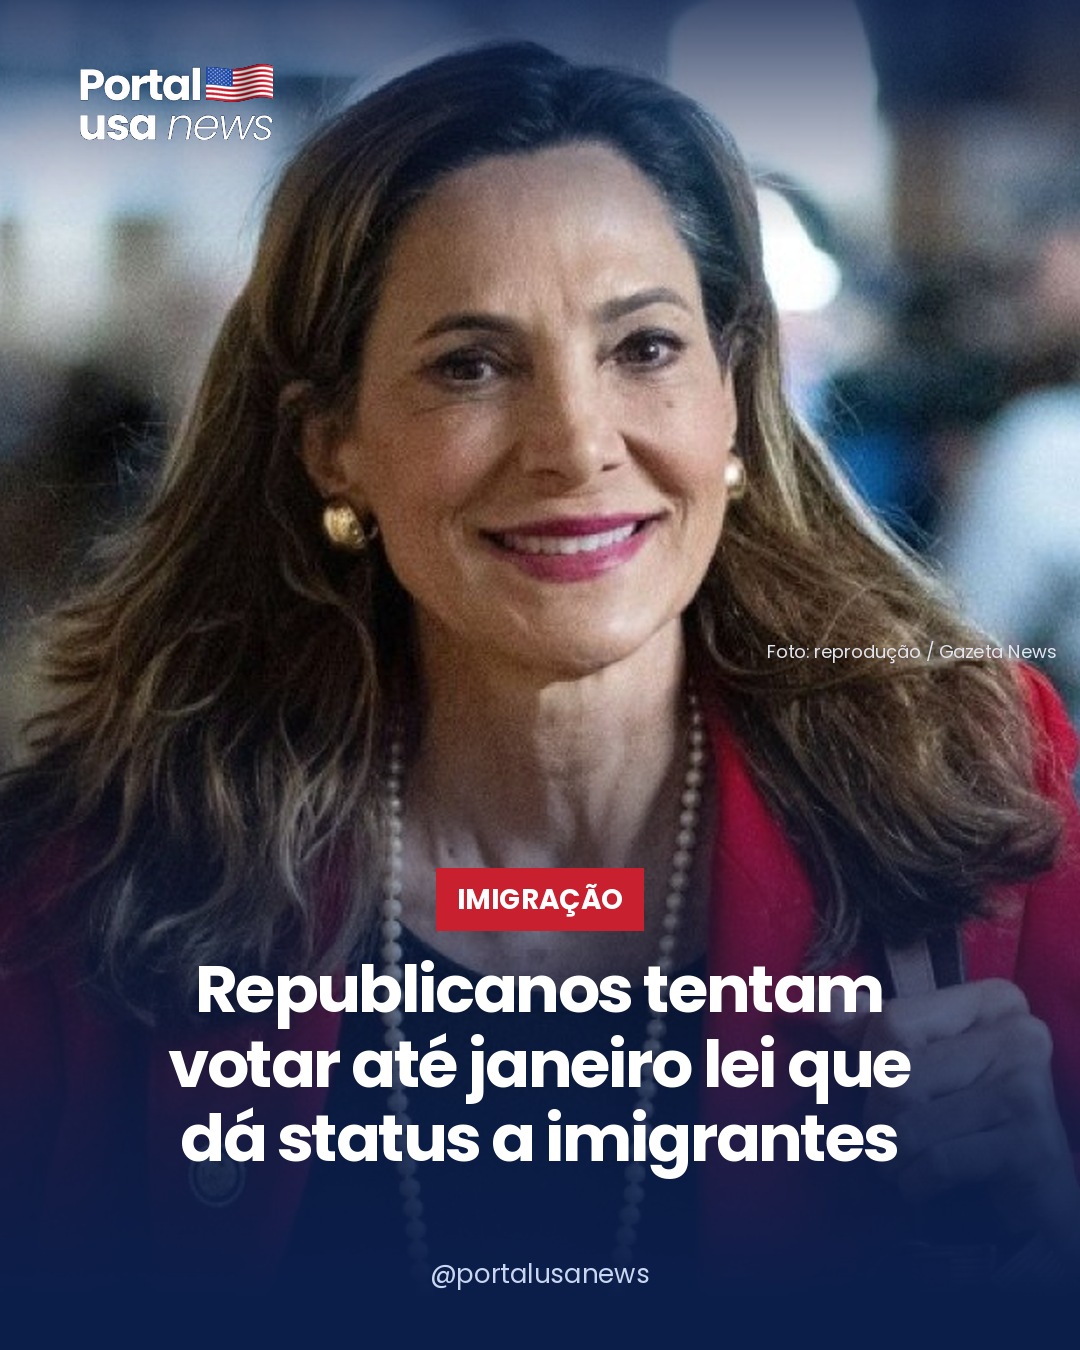 Portal
usa news
Foto: reprodução / Gazeta News
IMIGRAÇÃO
Republicanos tentam
votar até janeiro lei que
dá status a imigrantes
@portalusanews